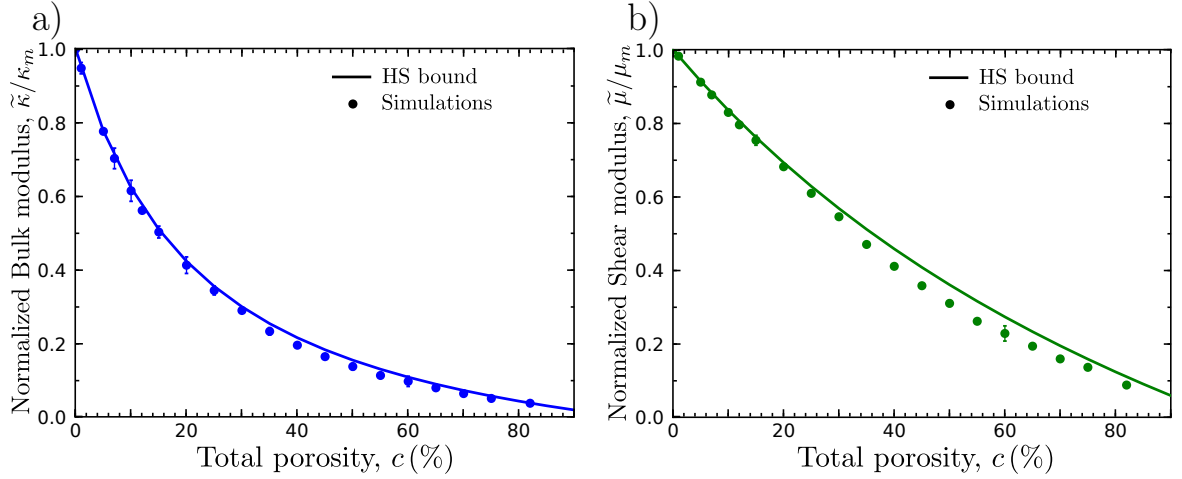 a)
Normalized Bulk modulus, κ̃/κₘ
1.0
0.8
0.6
0.4
0.2
0.0
HS bound
Simulations
0 20 40 60 80
Total porosity, c (%)
b)
Normalized Shear modulus, μ̃/μₘ
1.0
0.8
0.6
0.4
0.2
0.0
HS bound
Simulations
0 20 40 60 80
Total porosity, c (%)